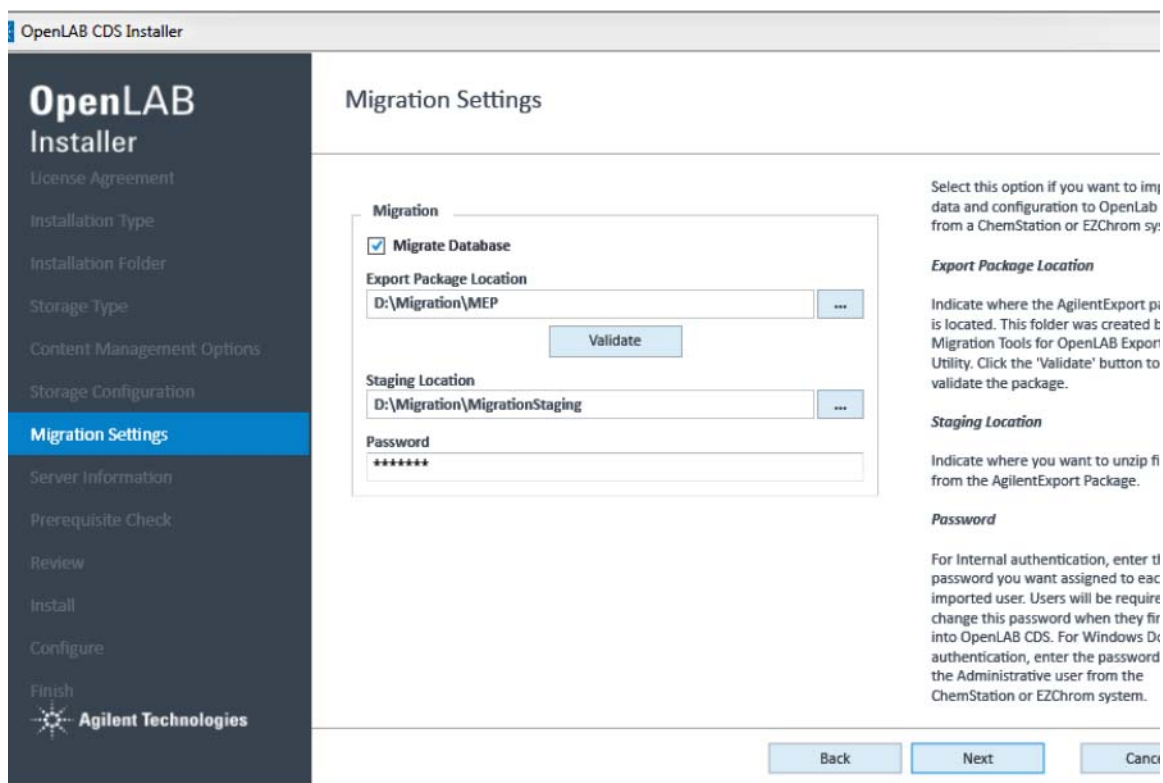 OpenLAB CDS Installer
OpenLAB
Installer
License Agreement
Installation Type
Installation Folder
Storage Type
Content Management Options
Storage Configuration
Migration Settings
Server Information
Prerequisite Check
Review
Install
Configure
Finish
Agilent Technologies
Migration Settings
Migration
Migrate Database
Export Package Location
D:\Migration\MEP
...
Validate
Staging Location
D:\Migration\MigrationStaging
...
Password
*******
Select this option if you want to
data and configuration to OpenLab
from a ChemStation or EZChrom
Export Package Location
Indicate where the AgilentExport
is located. This folder was created
Migration Tools for OpenLAB Export
Utility. Click the 'Validate' button to
validate the package.
Staging Location
Indicate where you want to unzip
from the AgilentExport Package.
Password
For Internal authentication, enter
password you want assigned to
imported user. Users will be
change this password when they
into OpenLAB CDS. For Windows
authentication, enter the password
the Administrative user from the
ChemStation or EZChrom system.
Back
Next